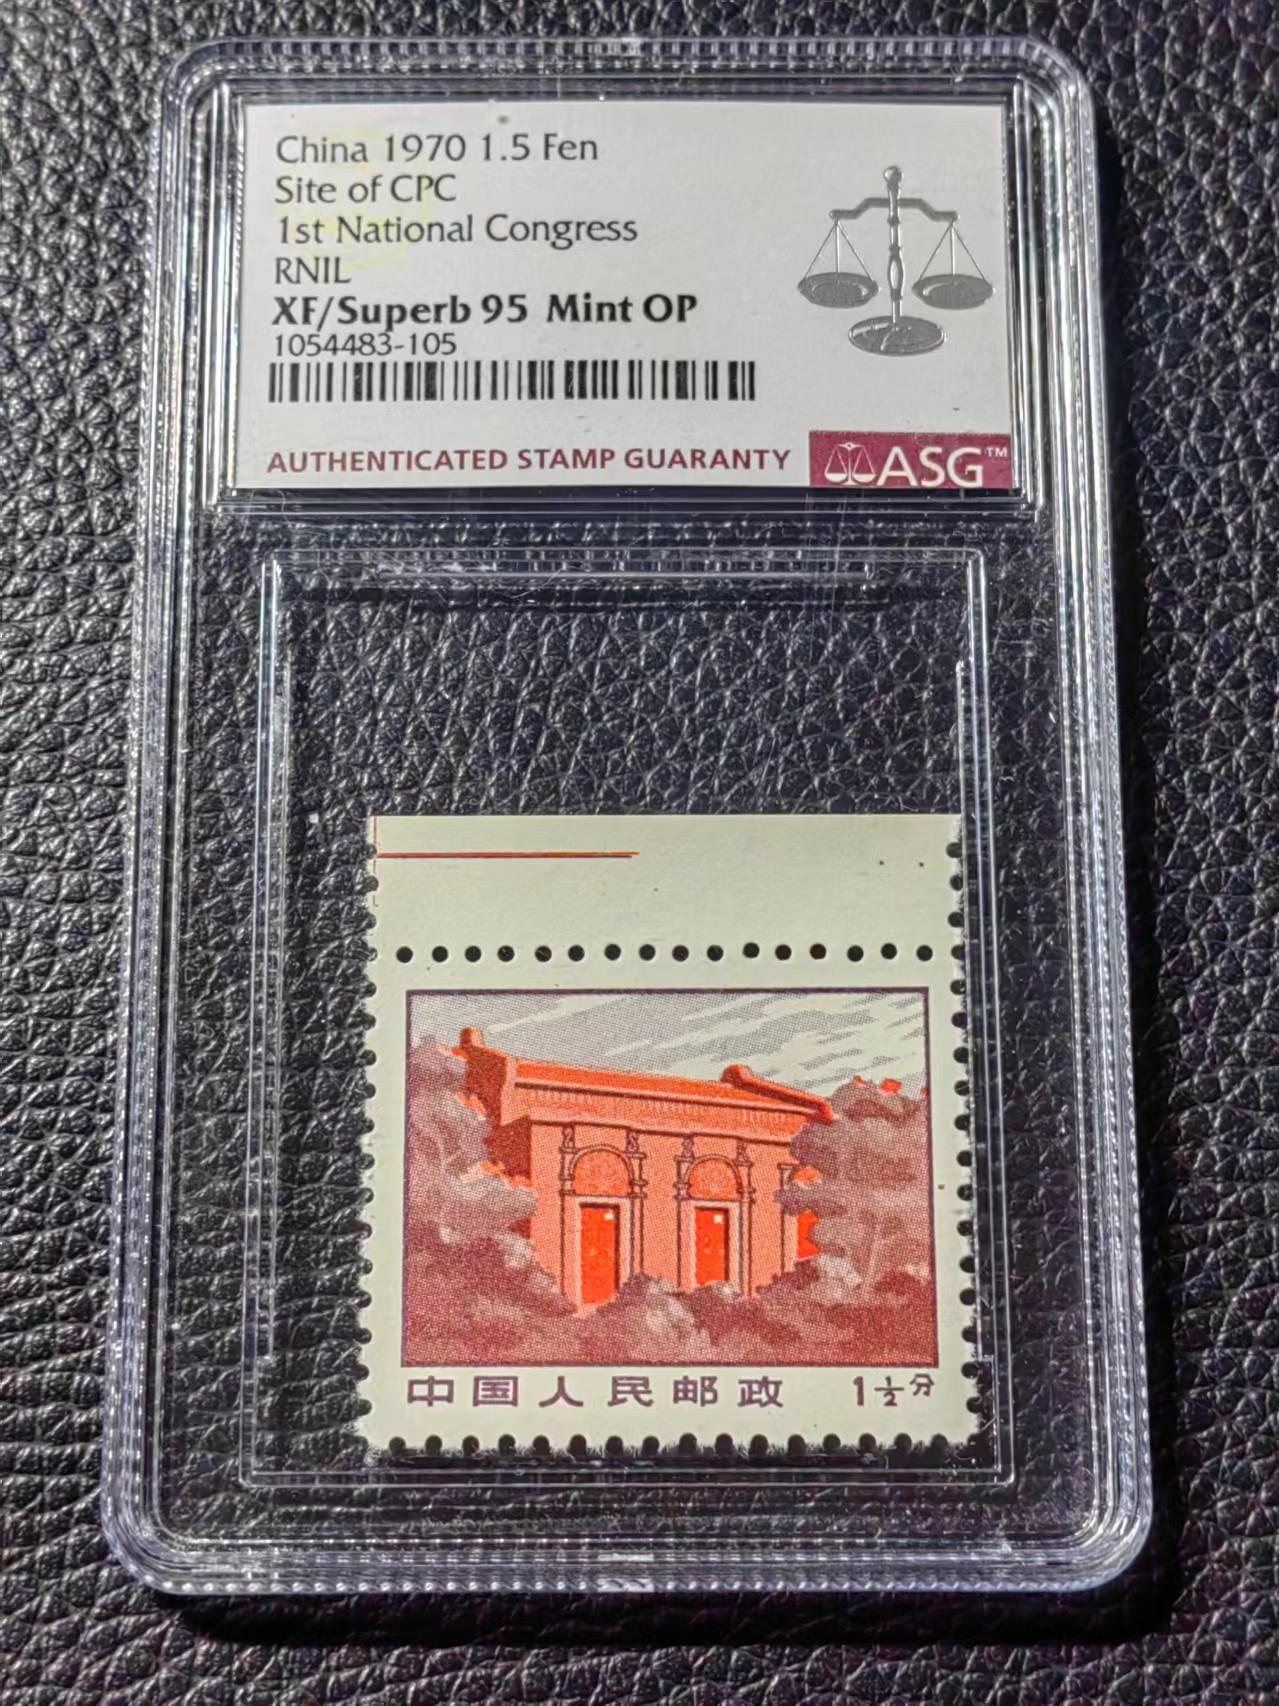 China 1970 1.5 Fen
Site of CPC
1st National Congress
RNIL
XF/Superb 95 Mint OP
1054483-105
AUTHENTICATED STAMP GUARANTY ASG™
中国人民邮政 1½分